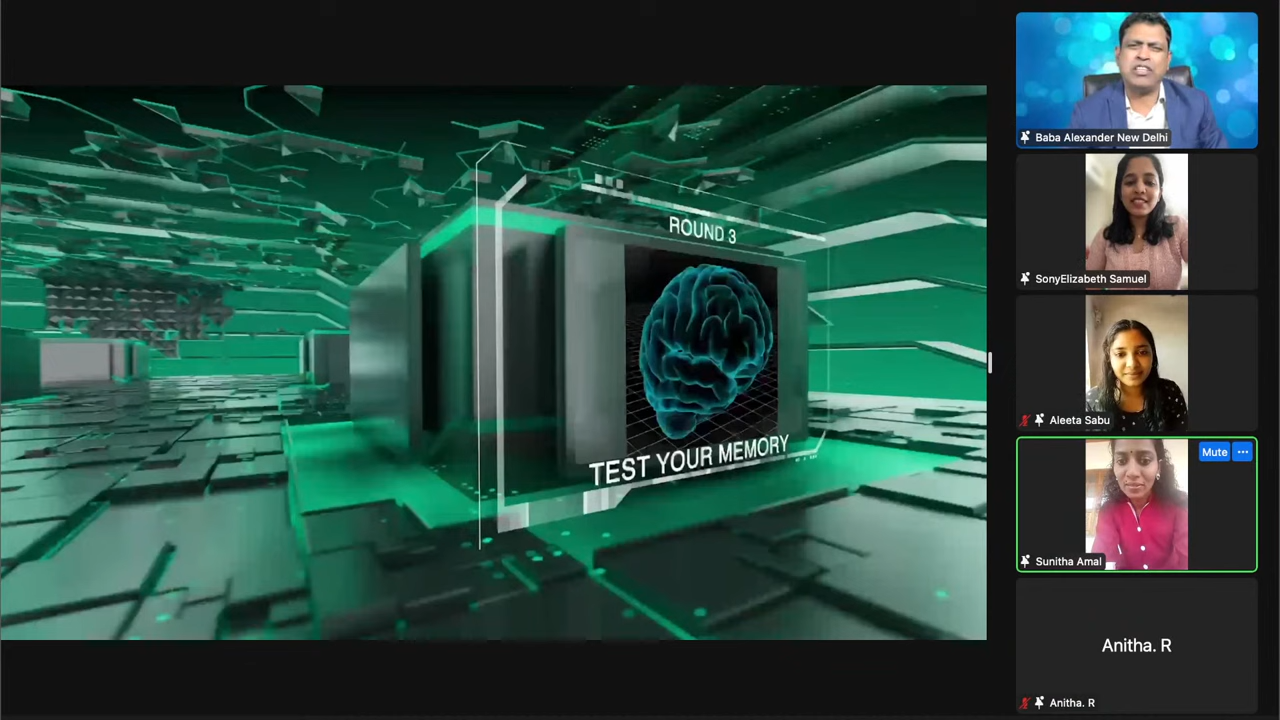 ROUND 3
TEST YOUR MEMORY
Baba Alexander New Delhi
SonyElizabeth Samuel
Aleeta Sabu
Mute ...
Sunitha Amal
Anitha. R
Anitha. R